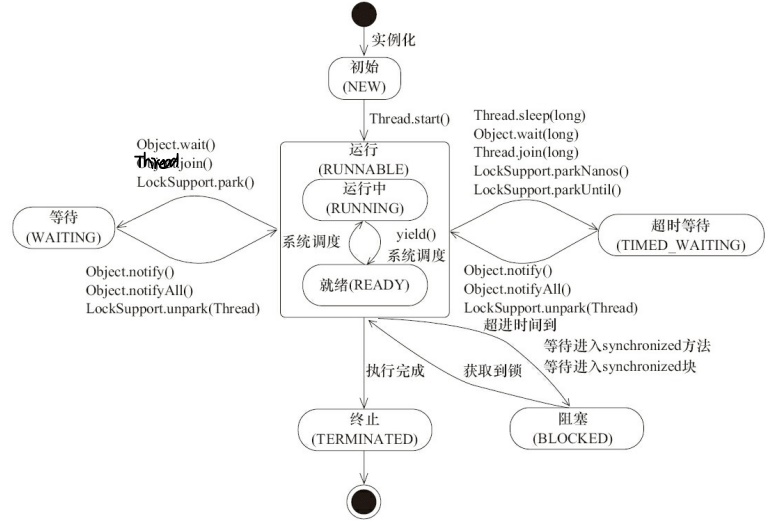 实例化
初始
(NEW)
Thread.start()
Object.wait()
Thread.join()
LockSupport.park()
Thread.sleep(long)
Object.wait(long)
Thread.join(long)
LockSupport.parkNanos()
LockSupport.parkUntil()
运行
(RUNNABLE)
运行中
(RUNNING)
等待
(WAITING)
系统调度
yield()
系统调度
超时等待
(TIMED_WAITING)
就绪(READY)
Object.notify()
Object.notifyAll()
LockSupport.unpark(Thread)
Object.notify()
Object.notifyAll()
LockSupport.unpark(Thread)
超进时间到
等待进入synchronized方法
等待进入synchronized块
执行完成
获取到锁
终止
(TERMINATED)
阻塞
(BLOCKED)